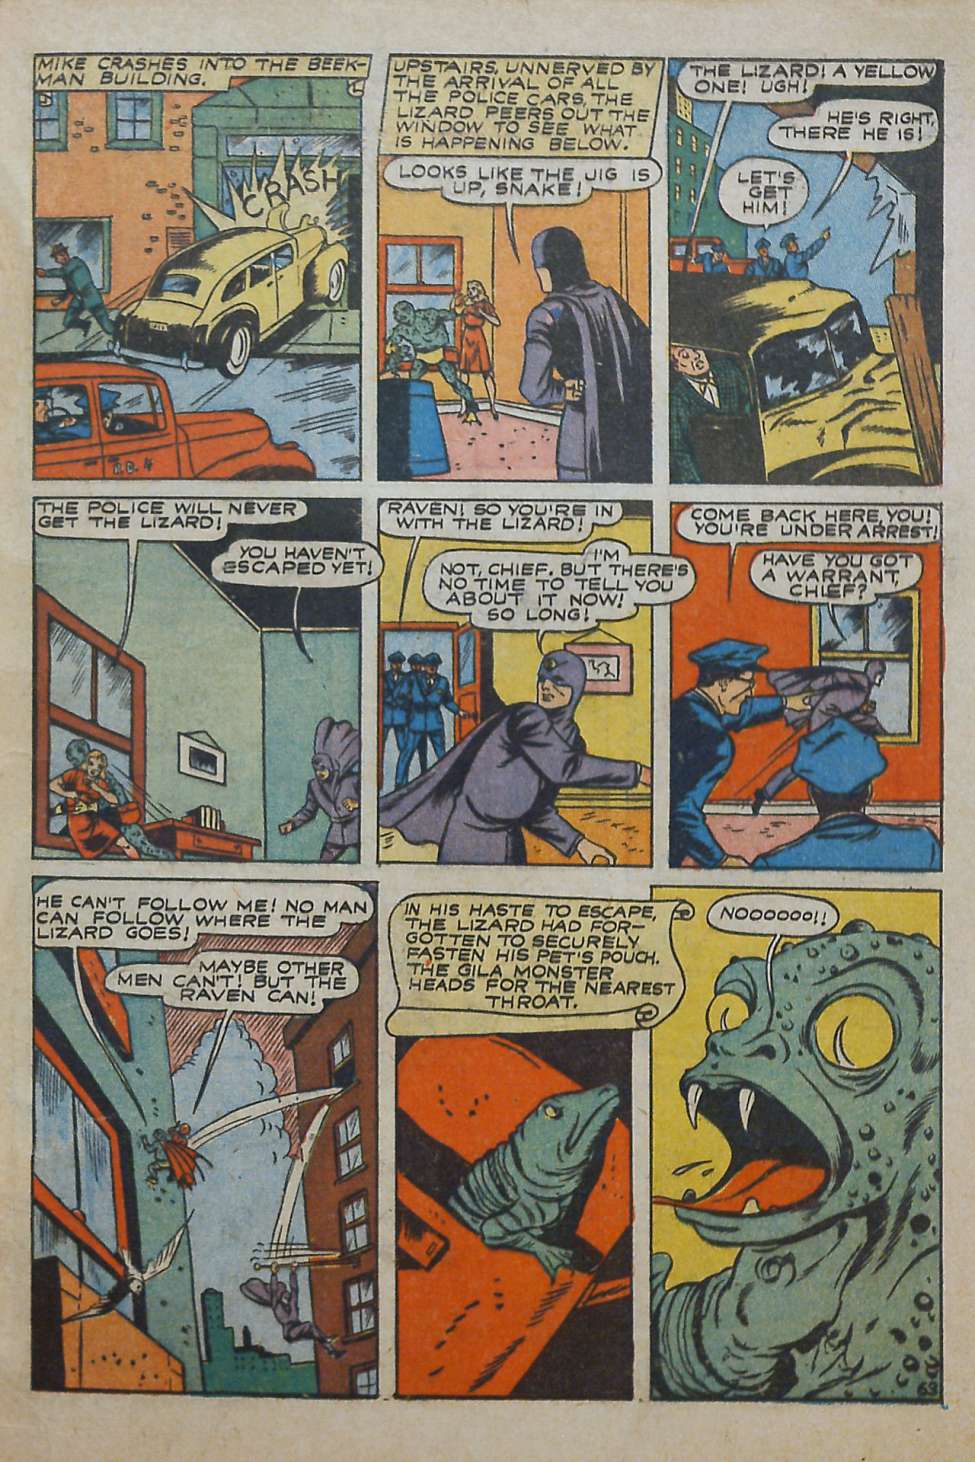 MIKE CRASHES INTO THE BEEK-
MAN BUILDING.
CRASH
UPSTAIRS, UNNERVED BY
THE ARRIVAL OF ALL
THE POLICE CARS, THE
LIZARD PEERS OUT THE
WINDOW TO SEE WHAT
IS HAPPENING BELOW.
LOOKS LIKE THE JIG IS
UP, SNAKE!
THE LIZARD! A YELLOW
ONE! UGH!
HE'S RIGHT,
THERE HE IS!
LET'S
GET
HIM!
THE POLICE WILL NEVER
GET THE LIZARD!
YOU HAVEN'T
ESCAPED YET!
RAVEN! SO YOU'RE IN
WITH THE LIZARD!
I'M
NOT, CHIEF. BUT THERE'S
NO TIME TO TELL YOU
ABOUT IT NOW!
SO LONG!
COME BACK HERE, YOU!
YOU'RE UNDER ARREST!
HAVE YOU GOT
A WARRANT,
CHIEF?
HE CAN'T FOLLOW ME! NO MAN
CAN FOLLOW WHERE THE
LIZARD GOES!
MAYBE OTHER
MEN CAN'T! BUT THE
RAVEN CAN!
IN HIS HASTE TO ESCAPE,
THE LIZARD HAD FOR-
GOTTEN TO SECURELY
FASTEN HIS PET'S POUCH.
THE GILA MONSTER
HEADS FOR THE NEAREST
THROAT.
NOOOOOO!!
63